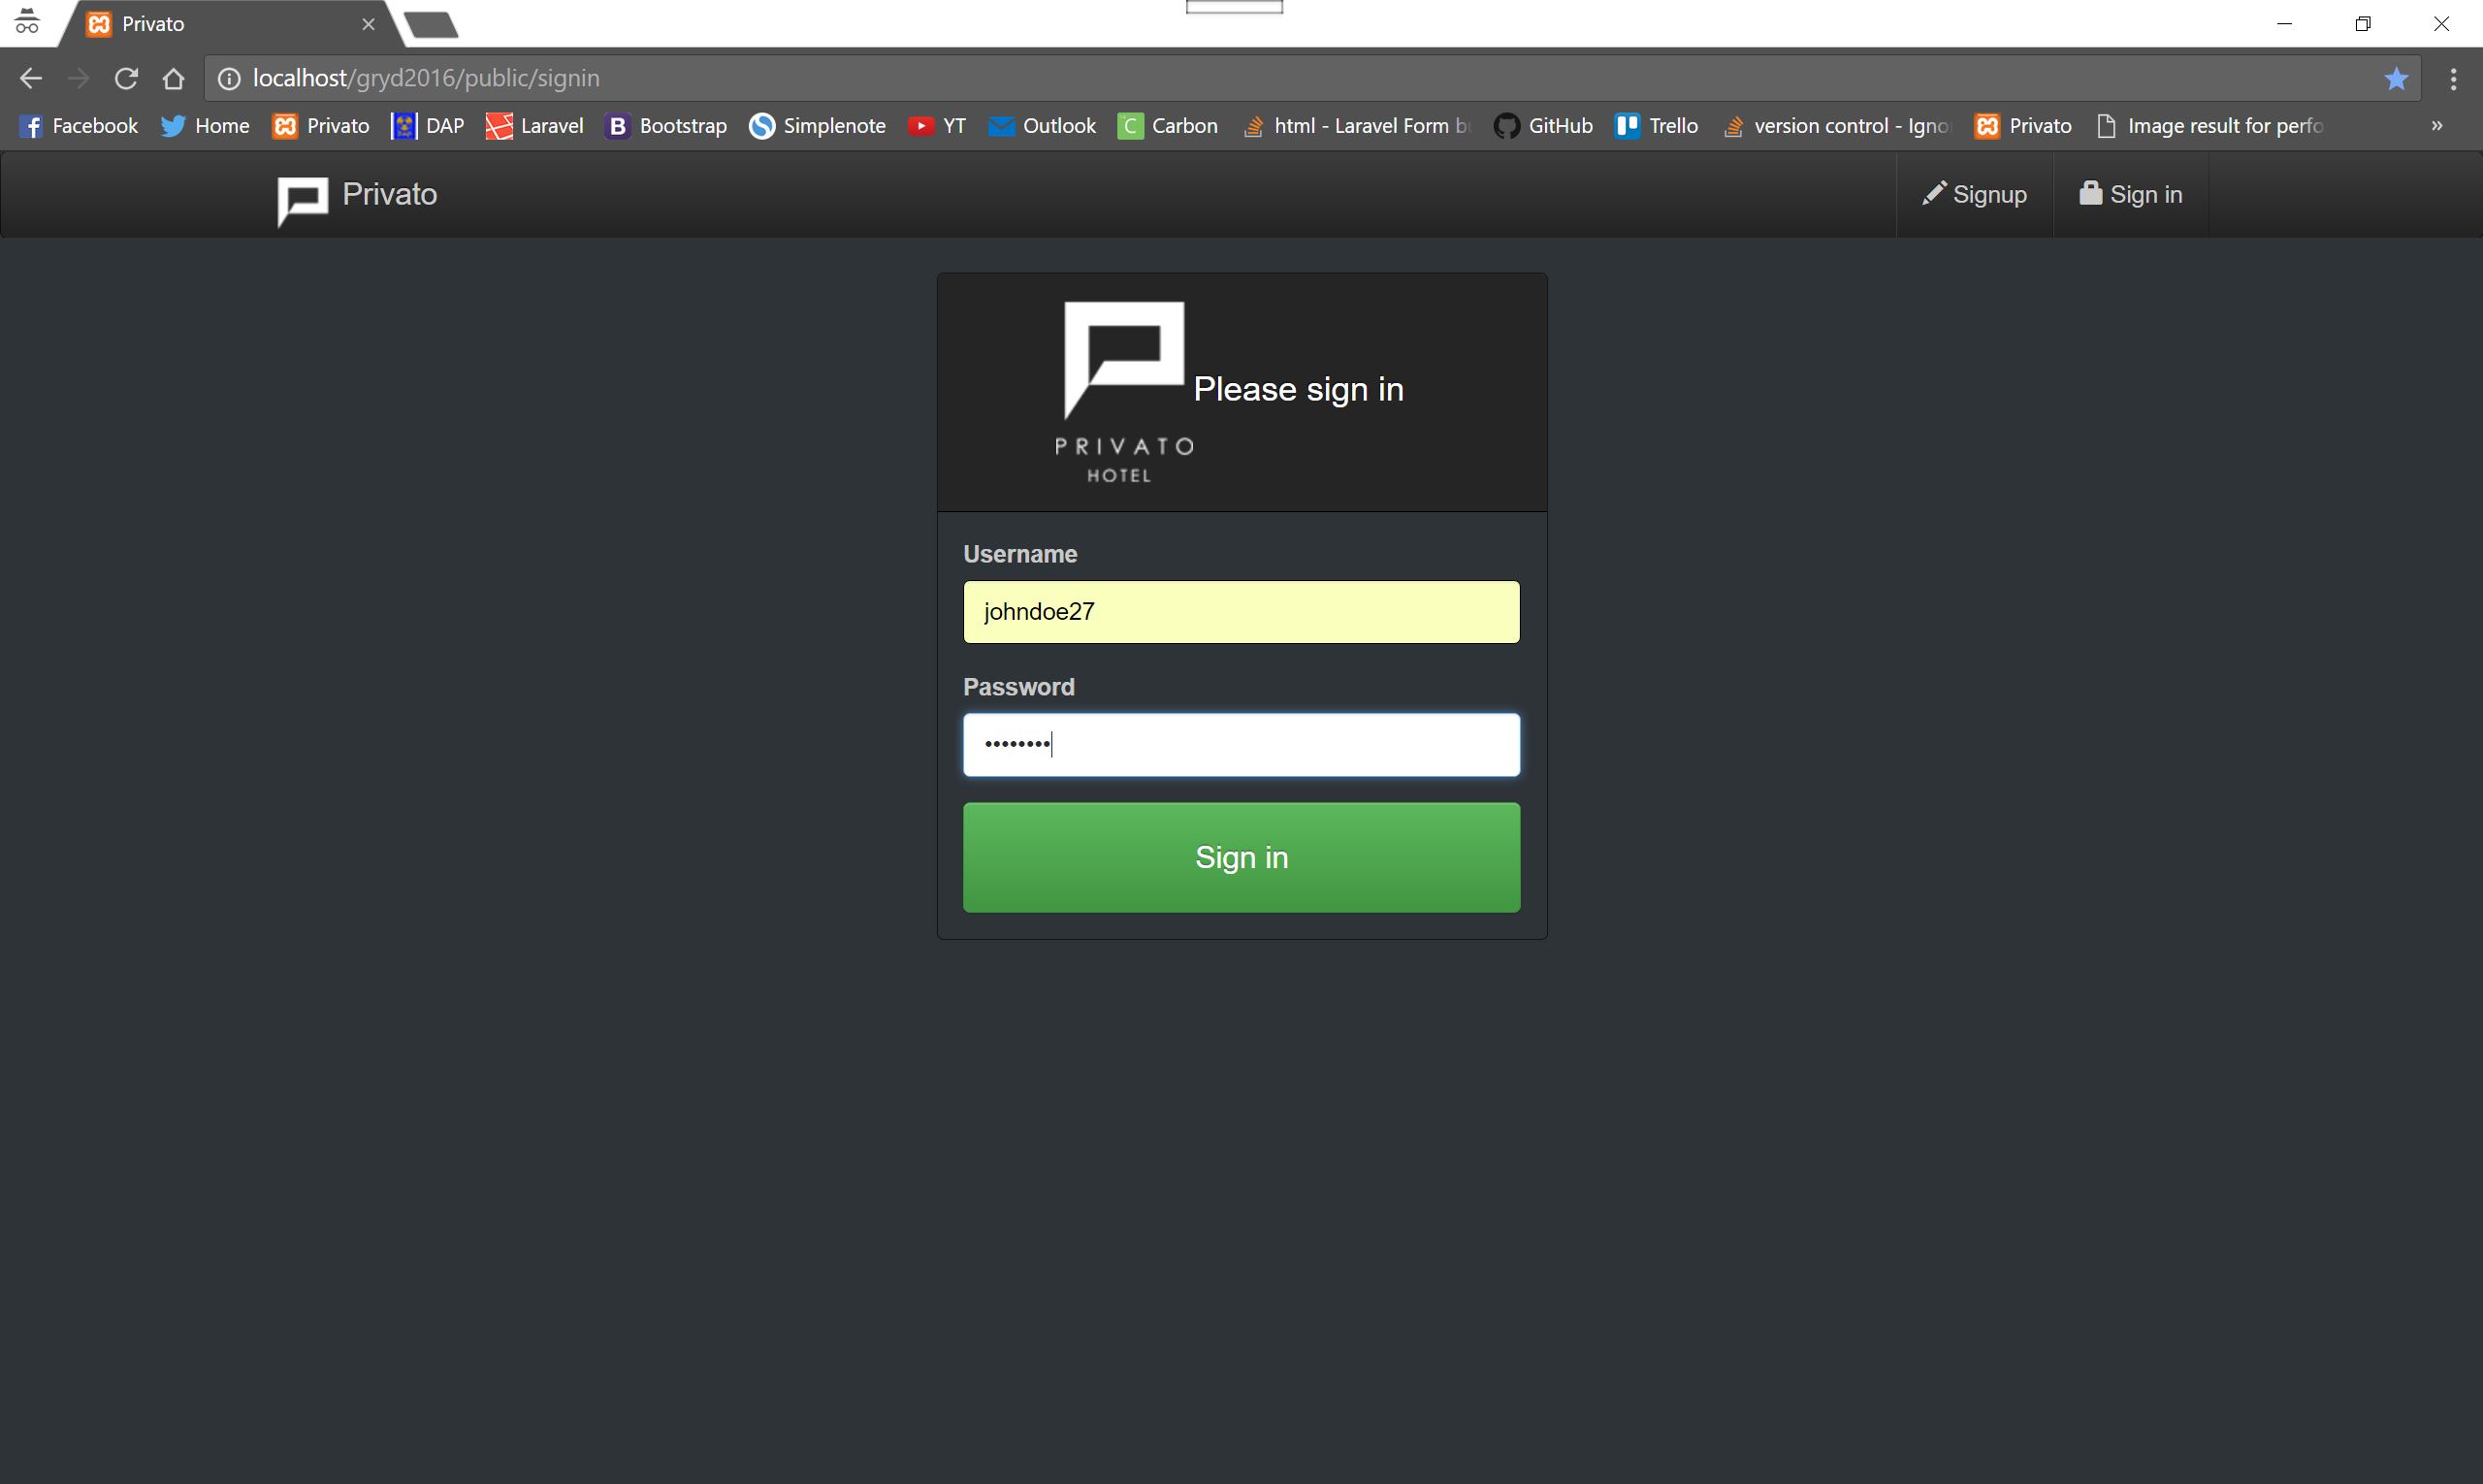 Privato
localhost/gryd2016/public/signin
Facebook Home Privato DAP Laravel Bootstrap Simplenote YT Outlook Carbon html - Laravel Form GitHub Trello version control - Privato Image result for
Privato Signup Sign in
Please sign in
PRIVATO
HOTEL
Username
johndoe27
Password
••••••••
Sign in